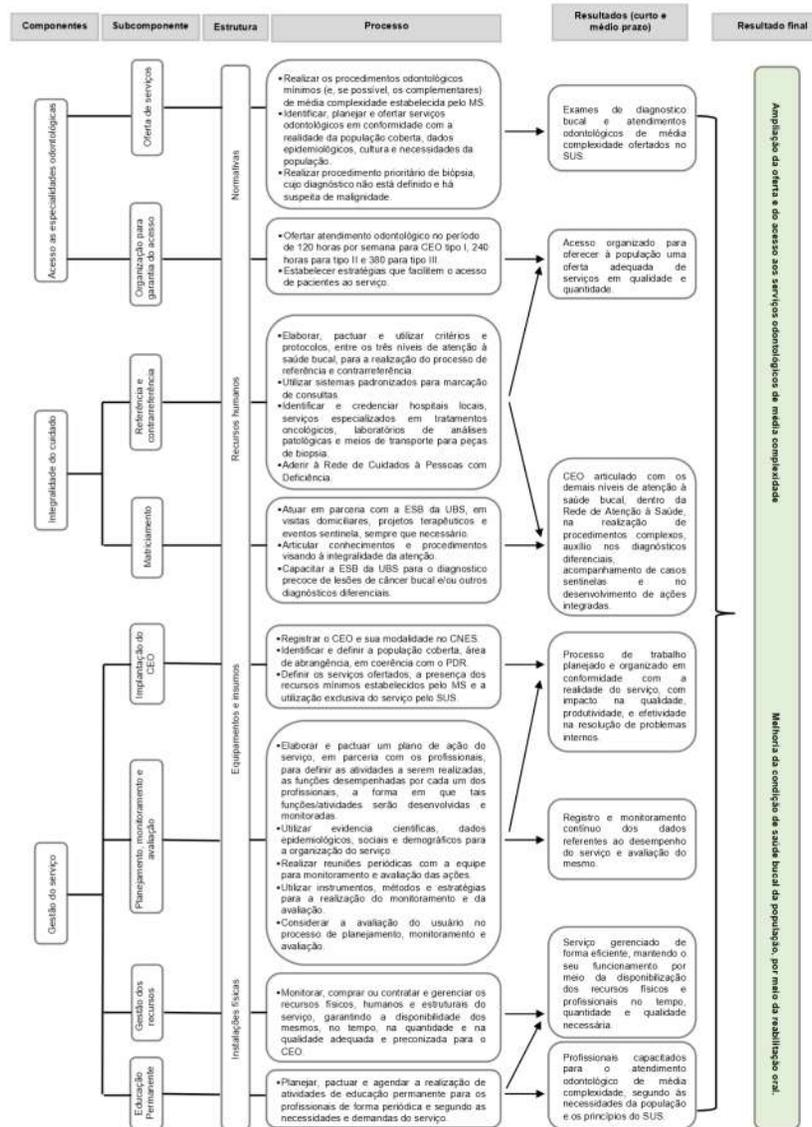 Componentes
Subcomponente
Estrutura
Processo
Resultados (curto e
médio prazo)
Resultado final
Acesso as especialidades odontológicas
Oferta de serviços
Organização para
garantia do acesso
Integralidade do cuidado
Referência e
contrarreferência
Matriciamento
Gestão do serviço
Implantação do
CEO
Planejamento, monitoramento e
avaliação
Gestão dos
recursos
Educação
Permanente
Normativas
Recursos humanos
Equipamentos e insumos
Instalações físicas
•Realizar os procedimentos odontológicos
mínimos (e, se possível, os complementares)
de média complexidade estabelecida pelo MS.
•Identificar, planejar e ofertar serviços
odontológicos em conformidade com a
realidade da população coberta, dados
epidemiológicos, cultura e necessidades da
população.
•Realizar procedimento prioritário de biópsia,
cujo diagnóstico não está definido e há
suspeita de malignidade.
•Ofertar atendimento odontológico no período
de 120 horas por semana para CEO tipo I, 240
horas para tipo II e 380 para tipo III.
•Estabelecer estratégias que facilitem o acesso
de pacientes ao serviço.
•Elaborar, pactuar e utilizar critérios e
protocolos, entre os três níveis de atenção à
saúde bucal, para a realização do processo de
referência e contrarreferência.
•Utilizar sistemas padronizados para marcação
de consultas.
•Identificar e credenciar hospitais locais,
serviços especializados em tratamentos
oncológicos, laboratórios de análises
patológicas e meios de transporte para peças
de biopsia.
•Aderir à Rede de Cuidados à Pessoas com
Deficiência.
•Atuar em parceria com a ESB da UBS, em
visitas domiciliares, projetos terapêuticos e
eventos sentinela, sempre que necessário.
•Articular conhecimentos e procedimentos
visando à integralidade da atenção.
•Capacitar a ESB da UBS para o diagnostico
precoce de lesões de câncer bucal e/ou outros
diagnósticos diferenciais.
•Registrar o CEO e sua modalidade no CNES.
•Identificar e definir a população coberta, área
de abrangência, em coerência com o PDR.
•Definir os serviços ofertados, a presença dos
recursos mínimos estabelecidos pelo MS e a
utilização exclusiva do serviço pelo SUS.
•Elaborar e pactuar um plano de ação do
serviço, em parceria com os profissionais,
para definir as atividades a serem realizadas,
as funções desempenhadas por cada um dos
profissionais, a forma em que tais
funções/atividades serão desenvolvidas e
monitoradas.
•Utilizar evidencia cientificas, dados
epidemiológicos, sociais e demográficos para
a organização do serviço.
•Realizar reuniões periódicas com a equipe
para monitoramento e avaliação das ações.
•Utilizar instrumentos, métodos e estratégias
para a realização do monitoramento e da
avaliação.
•Considerar a avaliação do usuário no
processo de planejamento, monitoramento e
avaliação.
•Monitorar, comprar ou contratar e gerenciar os
recursos físicos, humanos e estruturais do
serviço, garantindo a disponibilidade dos
mesmos, no tempo, na quantidade e na
qualidade adequada e preconizada para o
CEO.
•Planejar, pactuar e agendar a realização de
atividades de educação permanente para os
profissionais de forma periódica e segundo as
necessidades e demandas do serviço.
Exames de diagnostico
bucal e atendimentos
odontológicos de média
complexidade ofertados no
SUS.
Acesso organizado para
oferecer à população uma
oferta adequada de
serviços em qualidade e
quantidade.
CEO articulado com os
demais níveis de atenção à
saúde bucal, dentro da
Rede de Atenção à Saúde,
na realização de
procedimentos complexos,
auxílio nos diagnósticos
diferenciais,
acompanhamento de casos
sentinelas e no
desenvolvimento de ações
integradas.
Processo de trabalho
planejado e organizado em
conformidade com a
realidade do serviço, com
impacto na qualidade,
produtividade, e efetividade
na resolução de problemas
internos.
Registro e monitoramento
contínuo dos dados
referentes ao desempenho
do serviço e avaliação do
mesmo.
Serviço gerenciado de
forma eficiente, mantendo o
seu funcionamento por
meio da disponibilização
dos recursos físicos e
profissionais no tempo,
quantidade e qualidade
necessária.
Profissionais capacitados
para o atendimento
odontológico de média
complexidade, segundo às
necessidades da população
e os princípios do SUS.
Ampliação da oferta e do acesso aos serviços odontológicos de média complexidade
Melhoria da condição de saúde bucal da população, por meio da reabilitação oral.